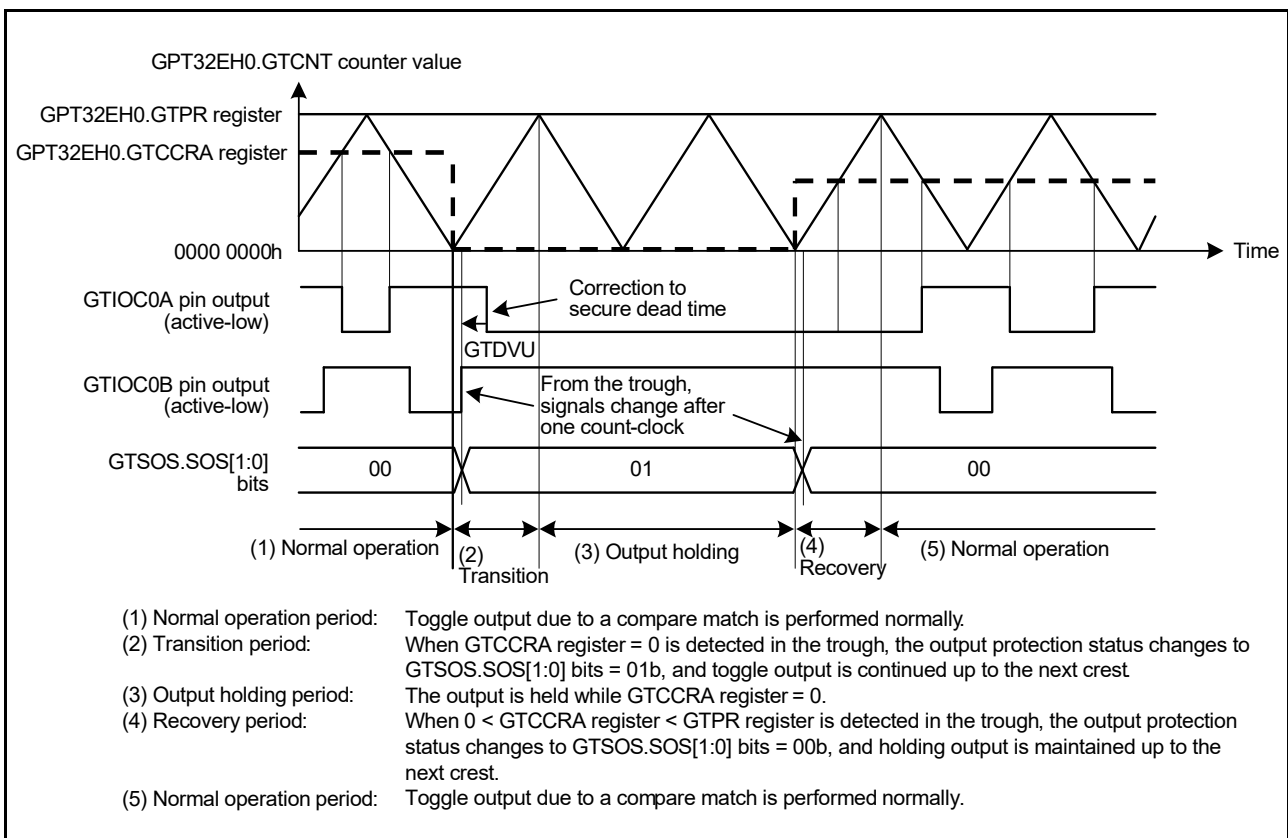 GPT32EH0.GTCNT counter value
GPT32EH0.GTPR register
GPT32EH0.GTCCRA register
0000 0000h
Time
GTIOC0A pin output
(active-low)
Correction to
secure dead time
GTDVU
GTIOC0B pin output
(active-low)
From the trough,
signals change after
one count-clock
GTSOS.SOS[1:0]
bits
00
01
00
(1) Normal operation
(2)
Transition
(3) Output holding
(4)
Recovery
(5) Normal operation
(1) Normal operation period: Toggle output due to a compare match is performed normally.
(2) Transition period: When GTCCRA register = 0 is detected in the trough, the output protection status changes to
GTSOS.SOS[1:0] bits = 01b, and toggle output is continued up to the next crest.
(3) Output holding period: The output is held while GTCCRA register = 0.
(4) Recovery period: When 0 < GTCCRA register < GTPR register is detected in the trough, the output protection
status changes to GTSOS.SOS[1:0] bits = 00b, and holding output is maintained up to the
next crest.
(5) Normal operation period: Toggle output due to a compare match is performed normally.